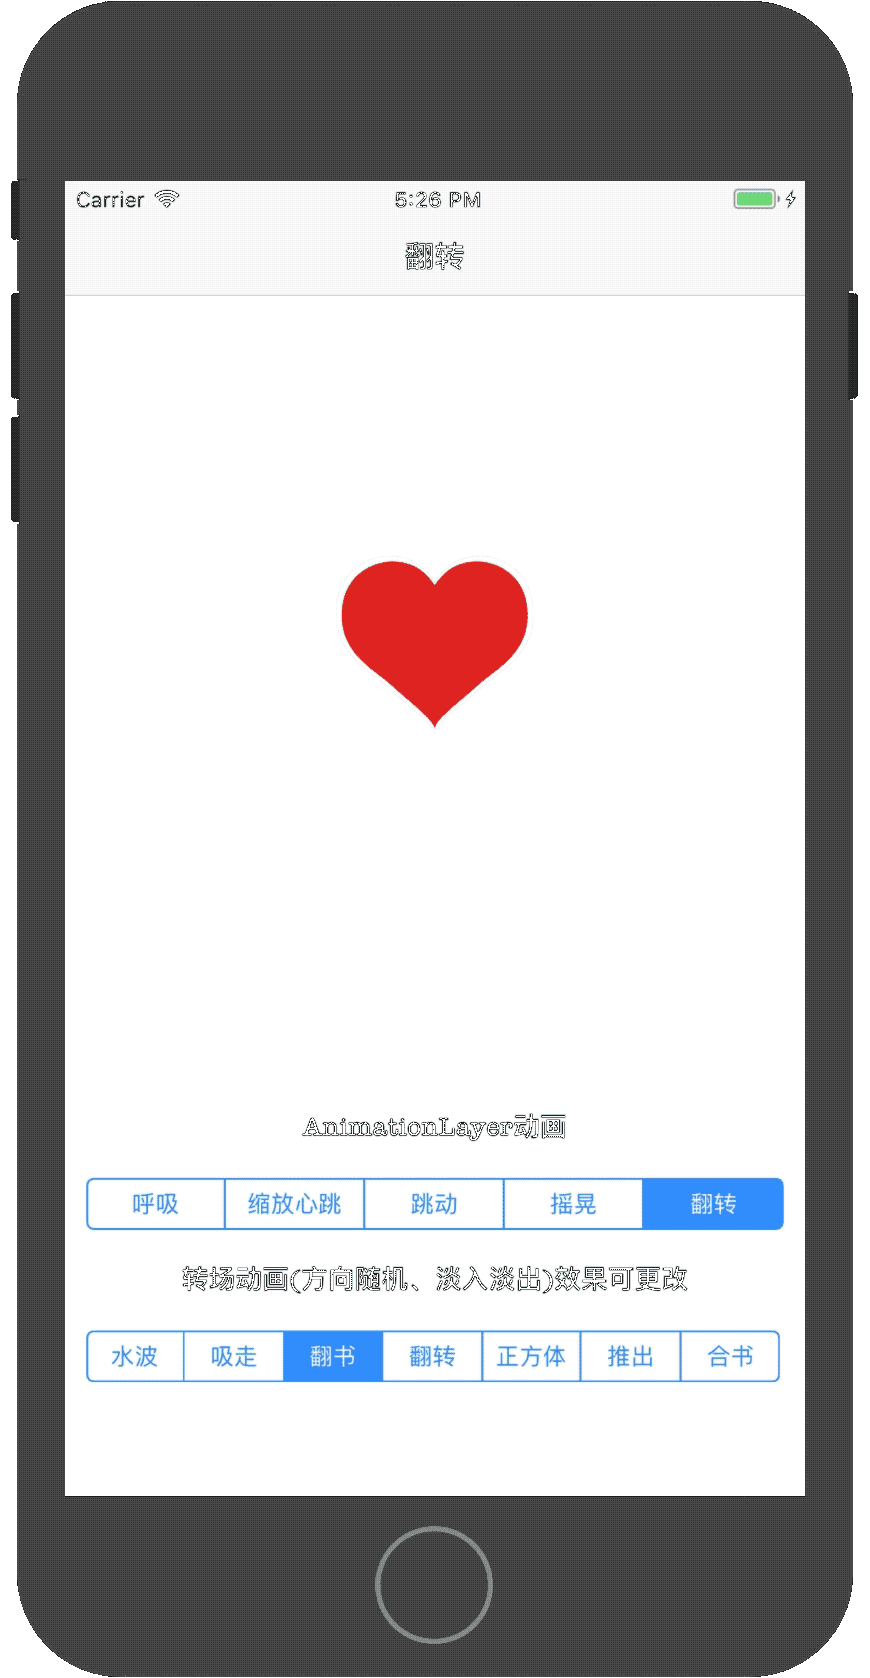 Carrier 5:26 PM
翻转
AnimationLayer动画
呼吸 缩放心跳 跳动 摇晃 翻转
转场动画(方向随机、淡入淡出)效果可更改
水波 吸走 翻书 翻转 正方体 推出 合书